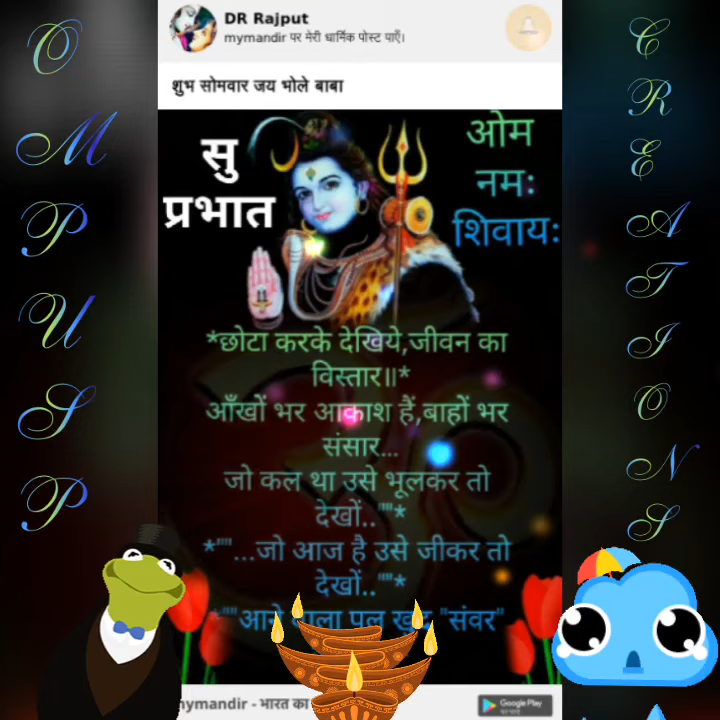 DR Rajput
mymandir पर मेरी धार्मिक पोस्ट पाएँ।
शुभ सोमवार जय भोले बाबा
सु
प्रभात
ओम
नमः
शिवायः
*छोटा करके देखिये,जीवन का
विस्तार॥*
आँखों भर आकाश हैं,बाहों भर
संसार...
जो कल था उसे भूलकर तो
देखों..""*
*""...जो आज है उसे जीकर तो
देखों..""*
पल "संवर"
mymandir - भारत का
Google Play
O
M
P
U
S
P
C
R
E
A
T
I
O
N
S